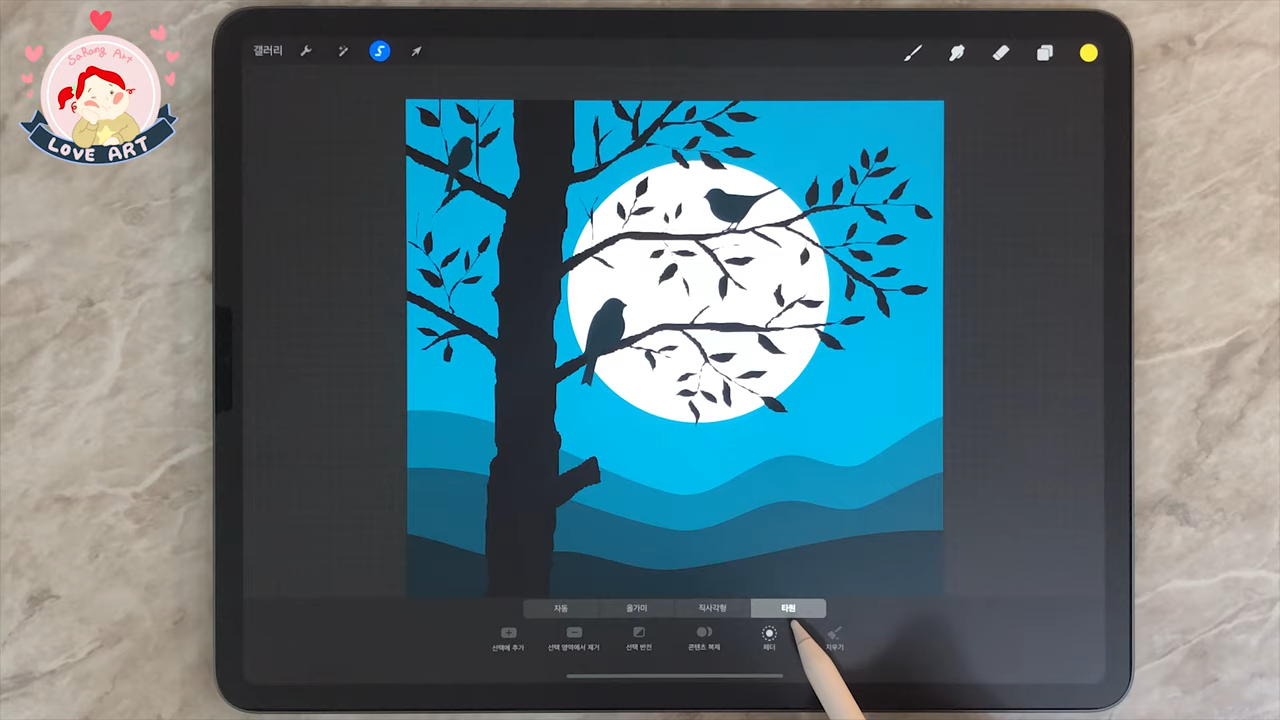 SaRang Art
LOVE ART
갤러리
자동
올가미
직사각형
타원
선택에 추가
선택 영역에서 제거
선택 반전
콘텐츠 복제
페더
지우기